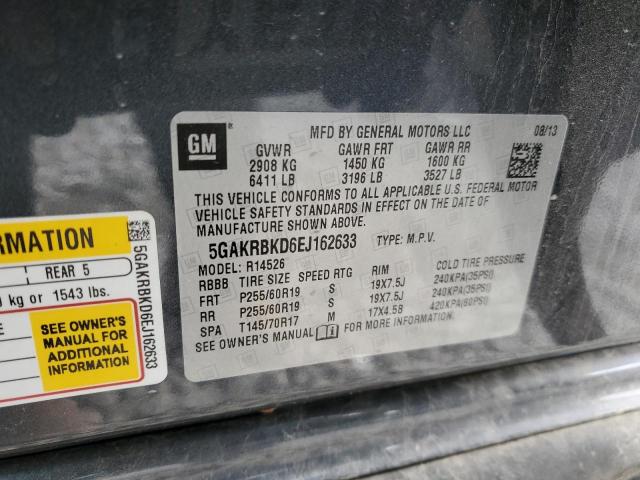 GM
MFD BY GENERAL MOTORS LLC 08/13
GVWR GAWR FRT GAWR RR
2908 KG 1450 KG 1600 KG
6411 LB 3196 LB 3527 LB
THIS VEHICLE CONFORMS TO ALL APPLICABLE U.S. FEDERAL MOTOR
VEHICLE SAFETY STANDARDS IN EFFECT ON THE DATE OF
MANUFACTURE SHOWN ABOVE.
5GAKRBKD6EJ162633 TYPE: M.P.V.
MODEL: R14526
RBBB TIRE SIZE SPEED RTG RIM COLD TIRE PRESSURE
FRT P255/60R19 S 19X7.5J 240KPA(35PSI)
RR P255/60R19 S 19X7.5J 240KPA(35PSI)
SPA T145/70R17 M 17X4.5B 420KPA(60PSI)
SEE OWNER'S MANUAL FOR MORE INFORMATION.
ORMATION
REAR 5
kg or 1543 lbs.
SEE OWNER'S
MANUAL FOR
ADDITIONAL
INFORMATION
5GAKRBKD6EJ162633